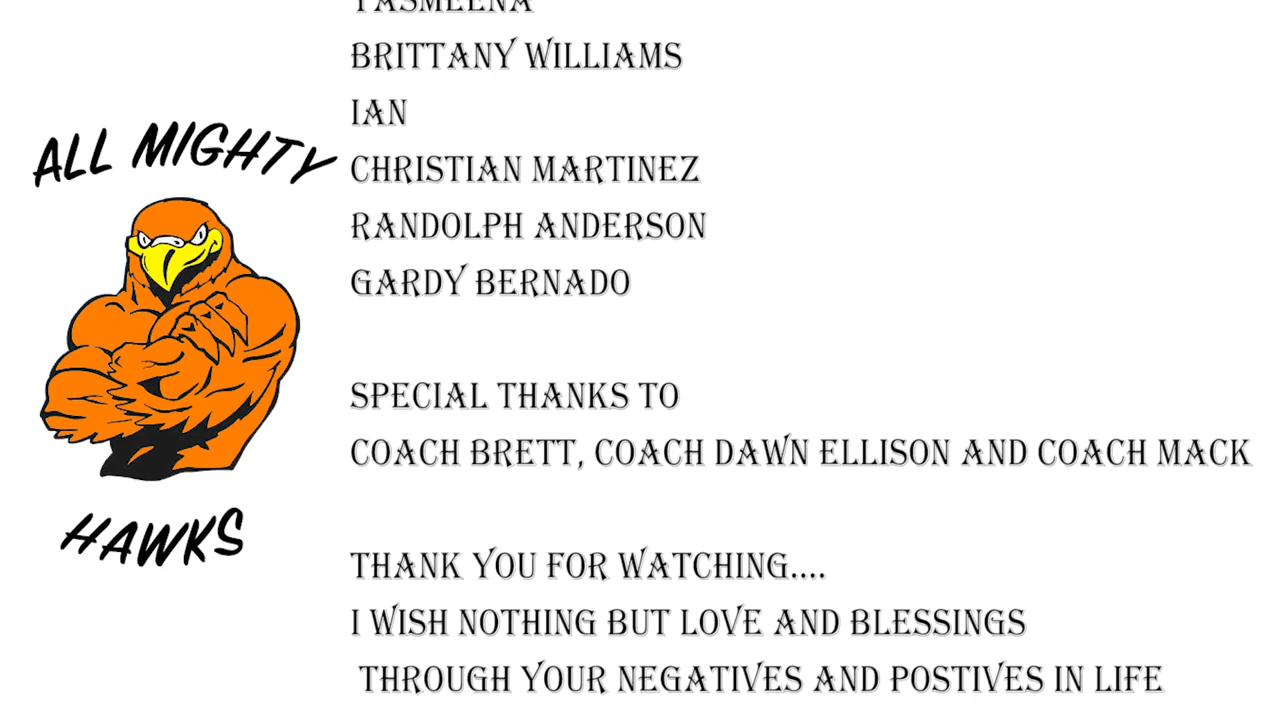 YASMEENA
BRITTANY WILLIAMS
IAN
CHRISTIAN MARTINEZ
RANDOLPH ANDERSON
GARDY BERNADO
ALL MIGHTY
HAWKS
SPECIAL THANKS TO
COACH BRETT, COACH DAWN ELLISON AND COACH MACK
THANK YOU FOR WATCHING....
I WISH NOTHING BUT LOVE AND BLESSINGS
THROUGH YOUR NEGATIVES AND POSTIVES IN LIFE